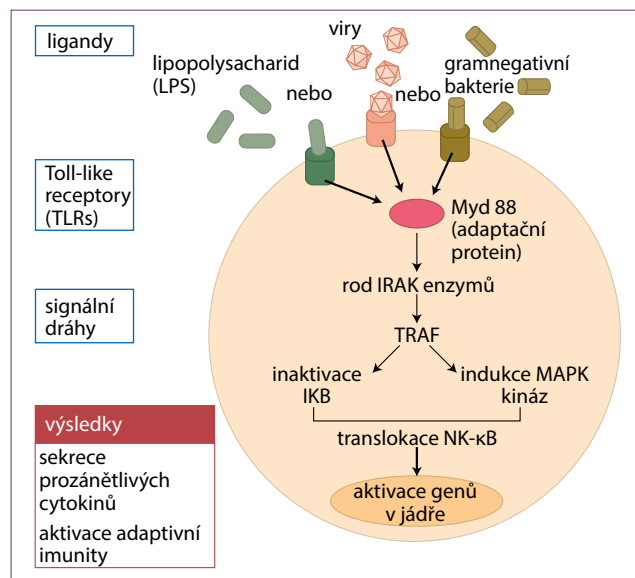 ligandy
viry
lipopolysacharid
(LPS)
nebo
nebo
gramnegativní
bakterie
Toll-like
receptory
(TLRs)
Myd 88
(adaptační
protein)
rod IRAK enzymů
signální
dráhy
TRAF
inaktivace
IKB
indukce MAPK
kináz
translokace NK-κB
aktivace genů
v jádře
výsledky
sekrece
prozánětlivých
cytokinů
aktivace adaptivní
imunity